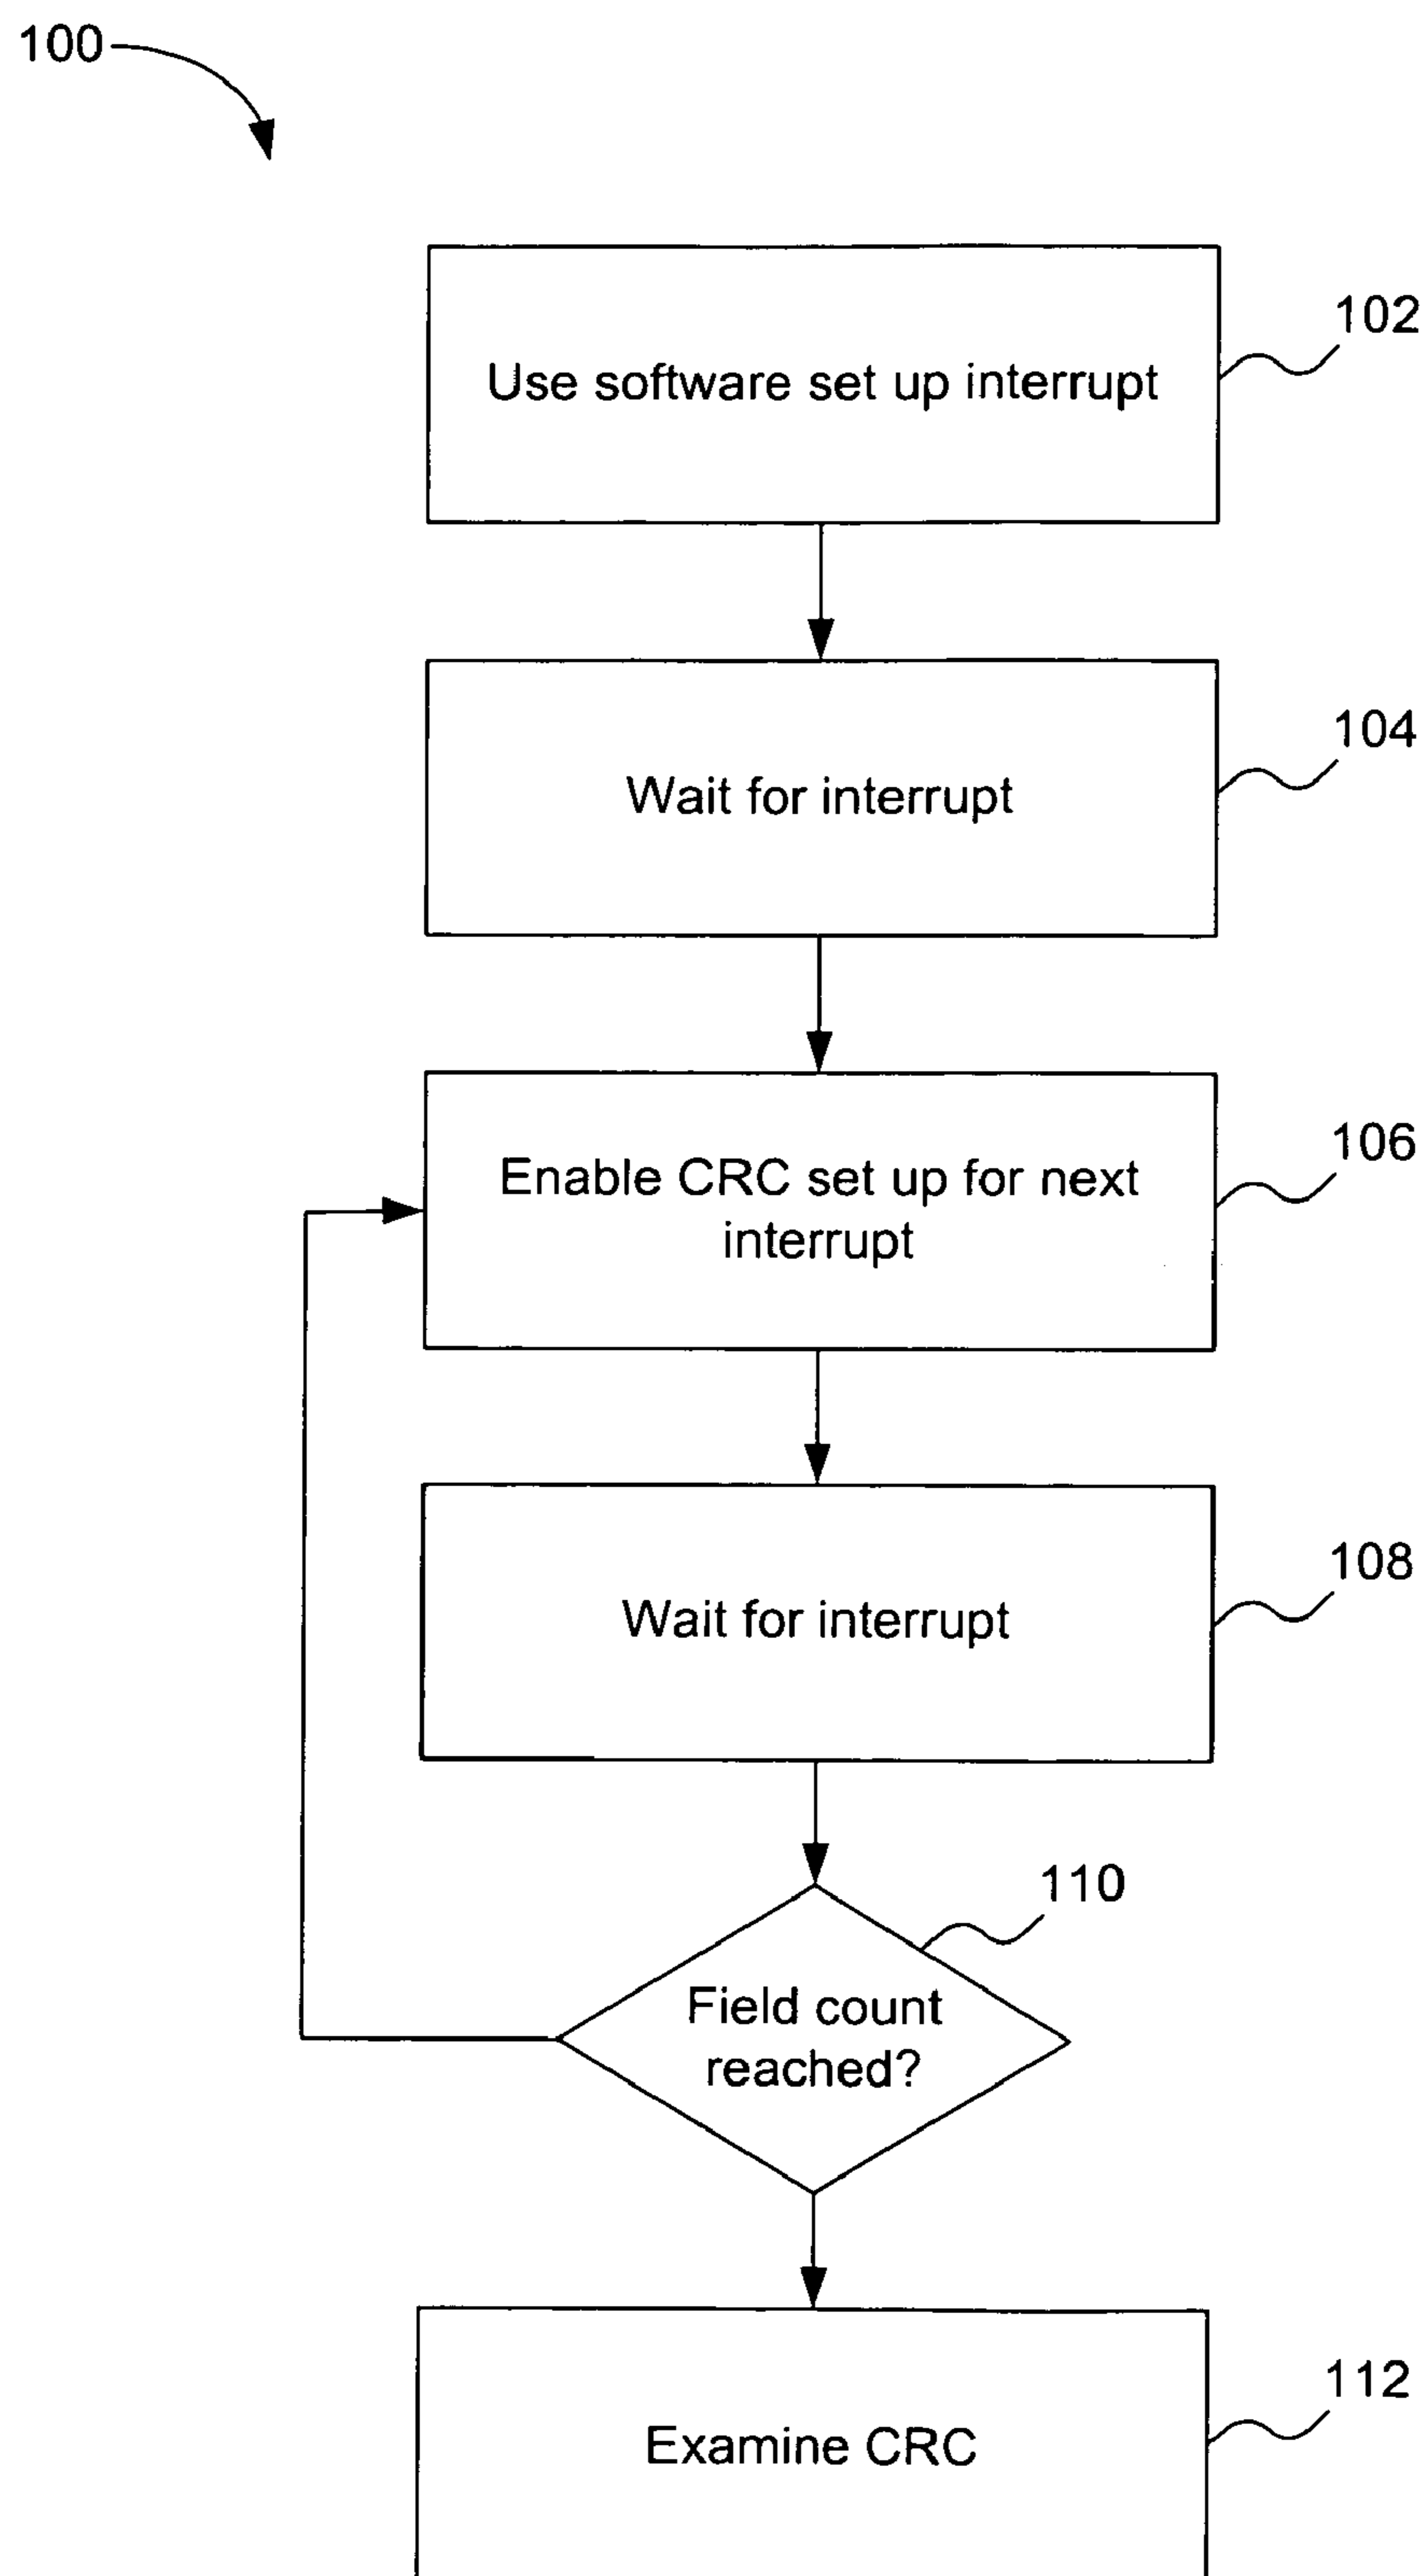 100
Use software set up interrupt
102
Wait for interrupt
104
Enable CRC set up for next
interrupt
106
Wait for interrupt
108
Field count
reached?
110
Examine CRC
112